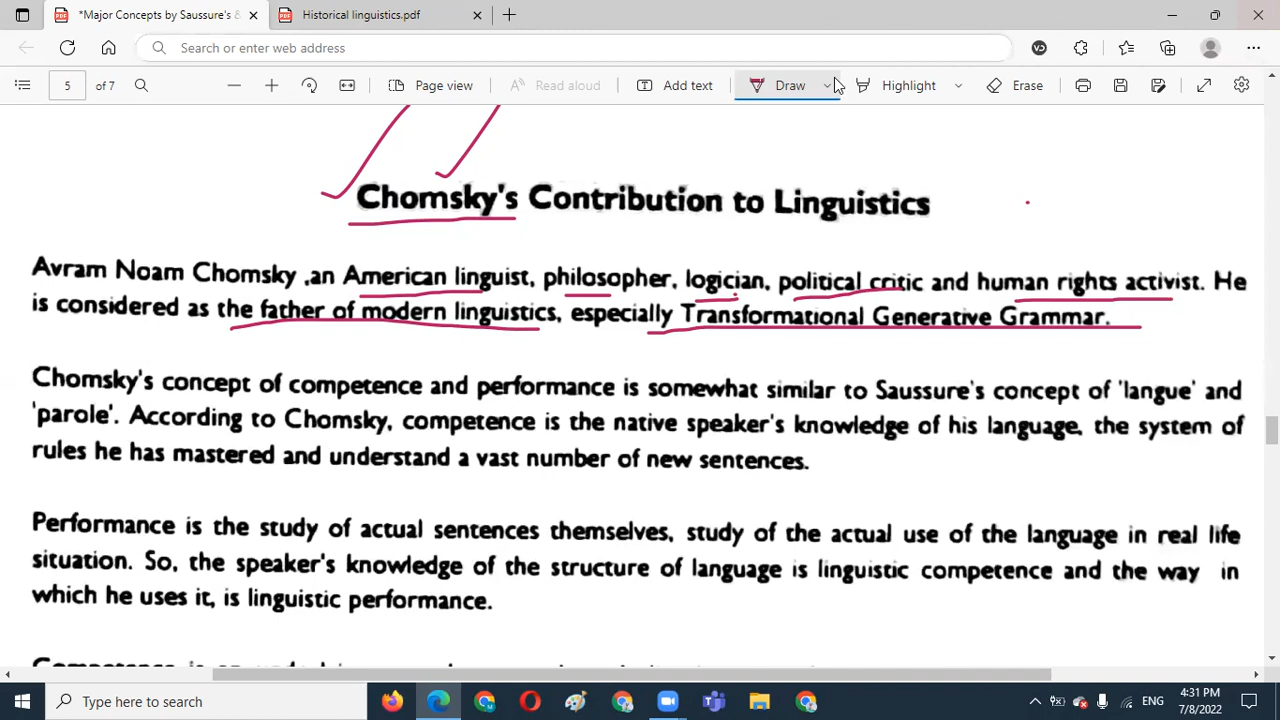 *Major Concepts by Saussure's &
Historical linguistics.pdf
Search or enter web address
5 of 7
Page view
Read aloud
Add text
Draw
Highlight
Erase
Chomsky's Contribution to Linguistics
Avram Noam Chomsky ,an American linguist, philosopher, logician, political critic and human rights activist. He
is considered as the father of modern linguistics, especially Transformational Generative Grammar.
Chomsky's concept of competence and performance is somewhat similar to Saussure's concept of 'langue' and
'parole'. According to Chomsky, competence is the native speaker's knowledge of his language, the system of
rules he has mastered and understand a vast number of new sentences.
Performance is the study of actual sentences themselves, study of the actual use of the language in real life
situation. So, the speaker's knowledge of the structure of language is linguistic competence and the way in
which he uses it, is linguistic performance.
Type here to search
ENG
4:31 PM
7/8/2022